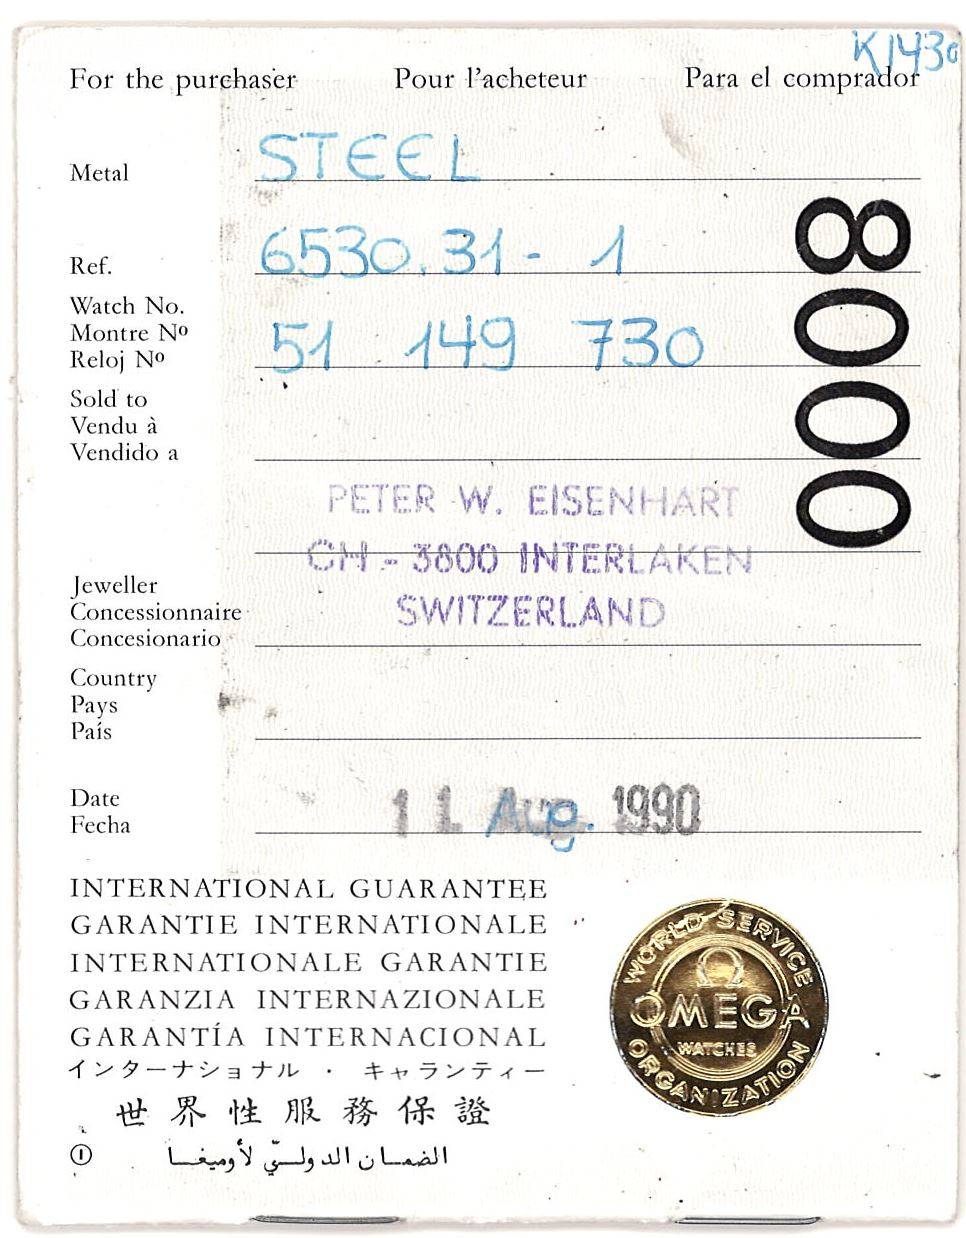 K1430
For the purchaser Pour l'acheteur Para el comprador
Metal STEEL
Ref. 6530.31 - 1
Watch No.
Montre Nº
Reloj Nº 51 149 730
Sold to
Vendu à
Vendido a
8000
PETER W. EISENHART
CH - 3800 INTERLAKEN
SWITZERLAND
Jeweller
Concessionnaire
Concesionario
Country
Pays
País
Date
Fecha 11 Aug. 1990
INTERNATIONAL GUARANTEE
GARANTIE INTERNATIONALE
INTERNATIONALE GARANTIE
GARANZIA INTERNAZIONALE
GARANTÍA INTERNACIONAL
インターナショナル · キャランティー
世界性服務保證
① الضمان الدولي لأوميغا
WORLD SERVICE
Ω
OMEGA
WATCHES
ORGANIZATION